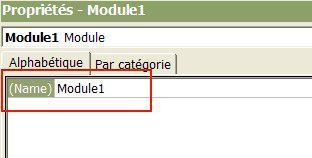 Propriétés - Module1
Module1 Module
Alphabétique Par catégorie
(Name) Module1